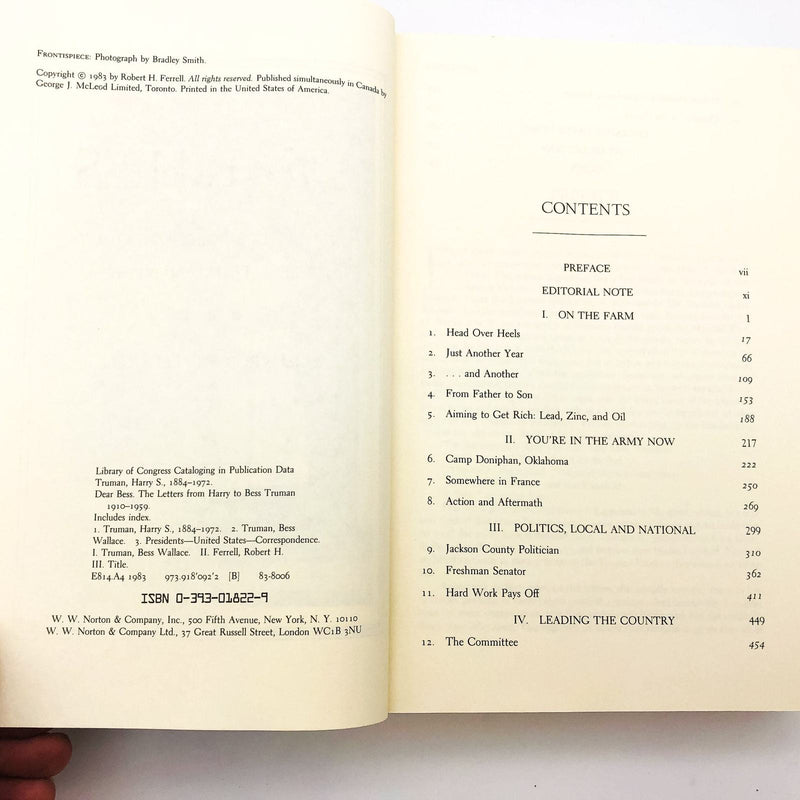 FRONTISPIECE: Photograph by Bradley Smith.
Copyright © 1983 by Robert H. Ferrell. All rights reserved. Published simultaneously in Canada by
George J. McLeod Limited, Toronto. Printed in the United States of America.
Library of Congress Cataloging in Publication Data
Truman, Harry S., 1884–1972.
Dear Bess. The Letters from Harry to Bess Truman
1910–1959.
Includes index.
1. Truman, Harry S., 1884–1972. 2. Truman, Bess
Wallace. 3. Presidents—United States—Correspondence.
I. Truman, Bess Wallace. II. Ferrell, Robert H.
III. Title.
E814.A4 1983 973.918'092'2 [B] 83-8006
ISBN 0-393-01822-9
W. W. Norton & Company, Inc., 500 Fifth Avenue, New York, N. Y. 10110
W. W. Norton & Company Ltd., 37 Great Russell Street, London WC1B 3NU
CONTENTS
PREFACE vii
EDITORIAL NOTE xi
I. ON THE FARM 1
1. Head Over Heels 17
2. Just Another Year 66
3. . . . and Another 109
4. From Father to Son 153
5. Aiming to Get Rich: Lead, Zinc, and Oil 188
II. YOU'RE IN THE ARMY NOW 217
6. Camp Doniphan, Oklahoma 222
7. Somewhere in France 250
8. Action and Aftermath 269
III. POLITICS, LOCAL AND NATIONAL 299
9. Jackson County Politician 310
10. Freshman Senator 362
11. Hard Work Pays Off 411
IV. LEADING THE COUNTRY 449
12. The Committee 454